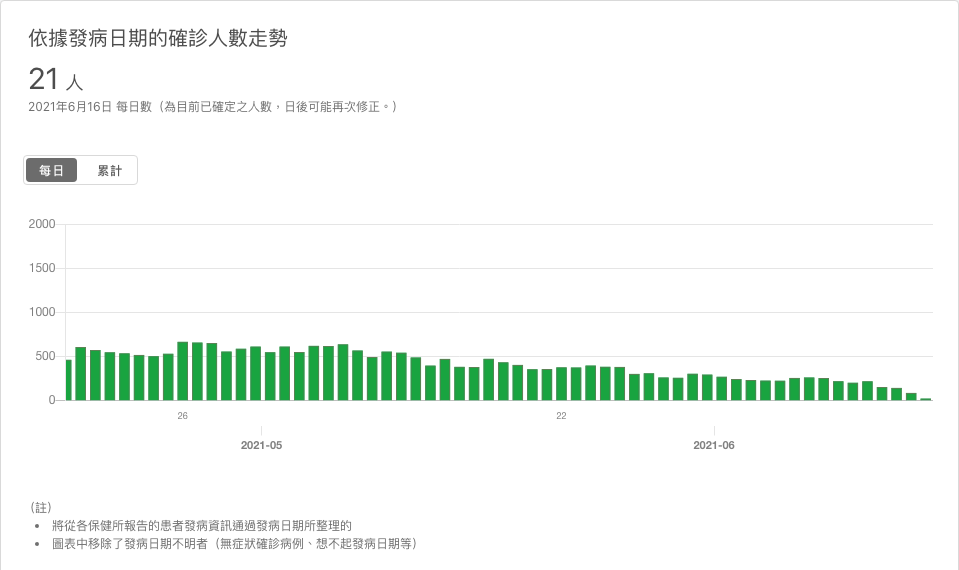 依據發病日期的確診人數走勢
21 人
2021年6月16日 每日數（為目前已確定之人數，日後可能再次修正。）
每日 累計
2000
1500
1000
500
0
26 22
2021-05 2021-06
（註）
• 將從各保健所報告的患者發病資訊通過發病日期所整理的
• 圖表中移除了發病日期不明者（無症狀確診病例、想不起發病日期等）